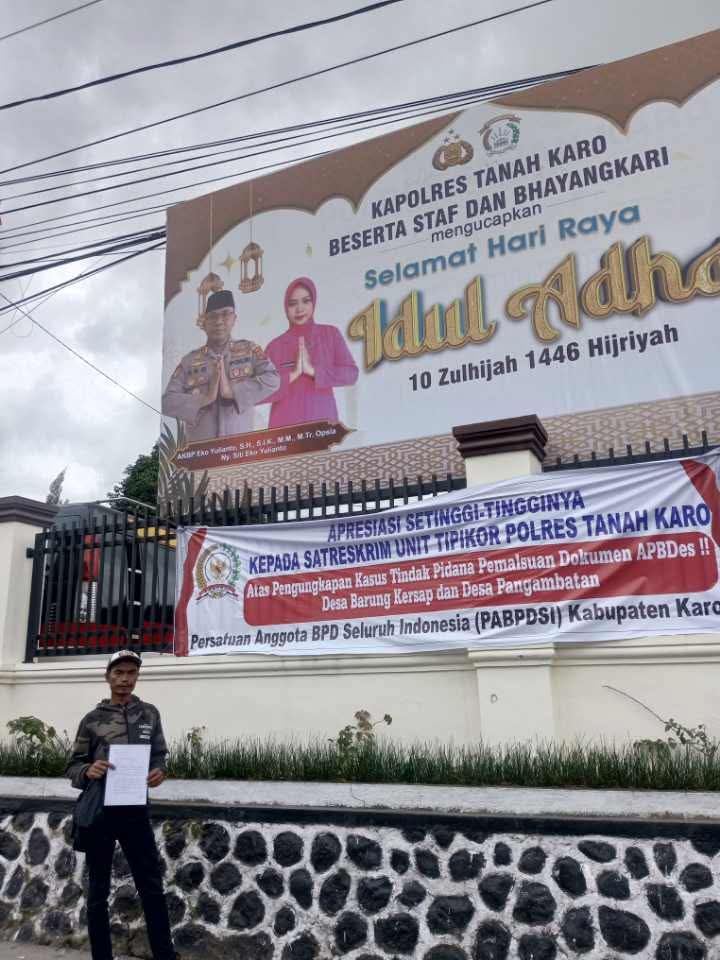 KAPOLRES TANAH KARO
BESERTA STAF DAN BHAYANGKARI
mengucapkan
Selamat Hari Raya
Idul Adha
10 Zulhijah 1446 Hijriyah
AKBP Eko Yulianto, S.H., S.I.K., M.M., M.Tr. Opsla
Ny. Siti Eko Yulianto
APRESIASI SETINGGI-TINGGINYA
KEPADA SATRESKRIM UNIT TIPIKOR POLRES TANAH KARO
Atas Pengungkapan Kasus Tindak Pidana Pemalsuan Dokumen APBDes !!
Desa Barung Kersap dan Desa Pangambatan
Persatuan Anggota BPD Seluruh Indonesia (PABPDSI) Kabupaten Karo